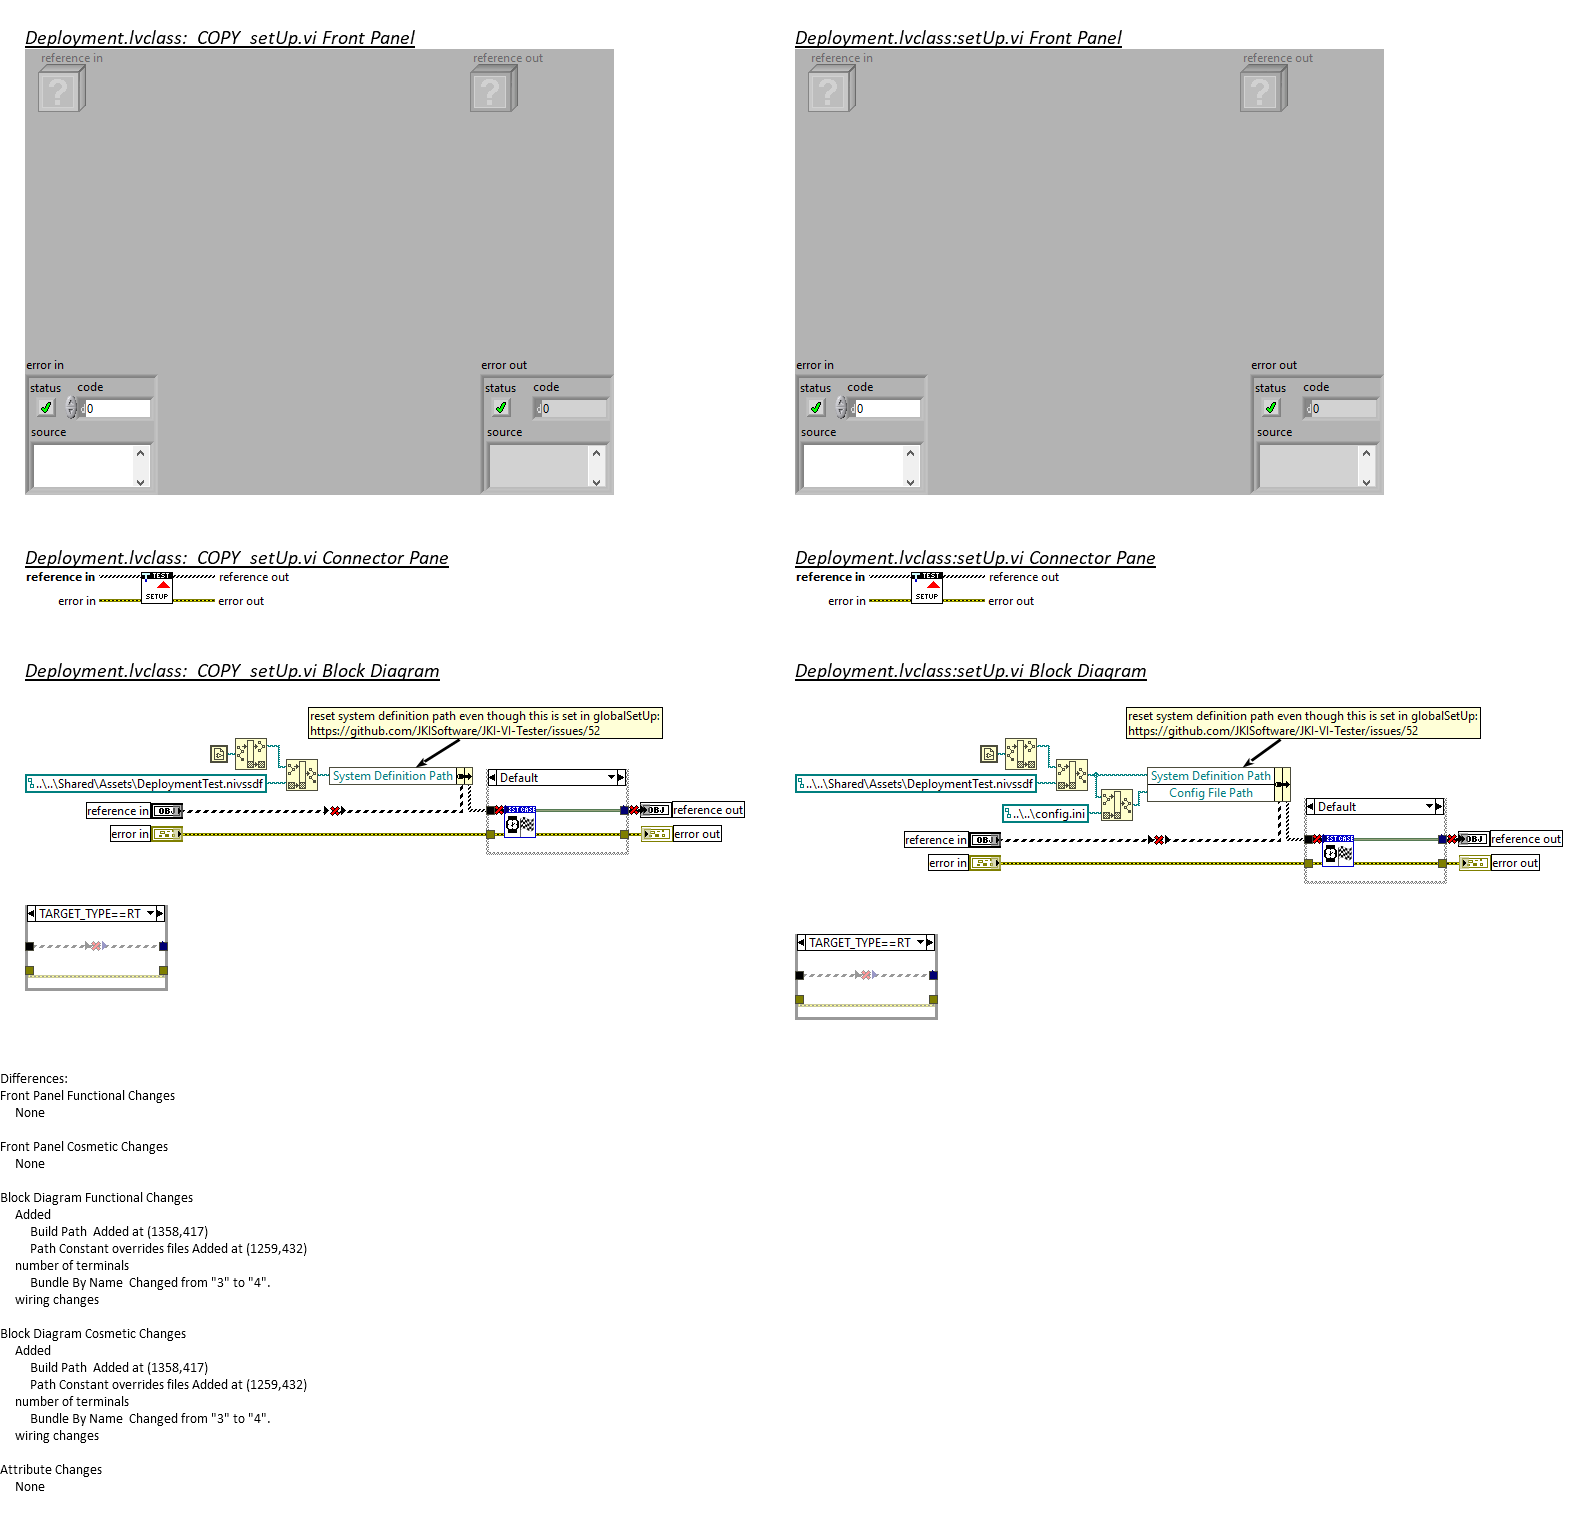 Deployment.lvclass:_COPY_setUp.vi Front Panel
reference in
reference out
error in
status
code
0
source
error out
status
code
0
source
Deployment.lvclass:setUp.vi Front Panel
reference in
reference out
error in
status
code
0
source
error out
status
code
0
source
Deployment.lvclass:_COPY_setUp.vi Connector Pane
reference in
reference out
TEST
SETUP
error in
error out
Deployment.lvclass:setUp.vi Connector Pane
reference in
reference out
TEST
SETUP
error in
error out
Deployment.lvclass:_COPY_setUp.vi Block Diagram
reset system definition path even though this is set in globalSetUp:
https://github.com/JKISoftware/JKI-VI-Tester/issues/52
..\..\Shared\Assets\DeploymentTest.nivssdf
System Definition Path
Default
reference in
OBJ
OBJ
reference out
error in
error out
TARGET_TYPE==RT
Deployment.lvclass:setUp.vi Block Diagram
reset system definition path even though this is set in globalSetUp:
https://github.com/JKISoftware/JKI-VI-Tester/issues/52
..\..\Shared\Assets\DeploymentTest.nivssdf
System Definition Path
Config File Path
..\..\config.ini
Default
reference in
OBJ
OBJ
reference out
error in
error out
TARGET_TYPE==RT
Differences:
Front Panel Functional Changes
None
Front Panel Cosmetic Changes
None
Block Diagram Functional Changes
Added
Build Path  Added at (1358,417)
Path Constant overrides files Added at (1259,432)
number of terminals
Bundle By Name  Changed from "3" to "4".
wiring changes
Block Diagram Cosmetic Changes
Added
Build Path  Added at (1358,417)
Path Constant overrides files Added at (1259,432)
number of terminals
Bundle By Name  Changed from "3" to "4".
wiring changes
Attribute Changes
None